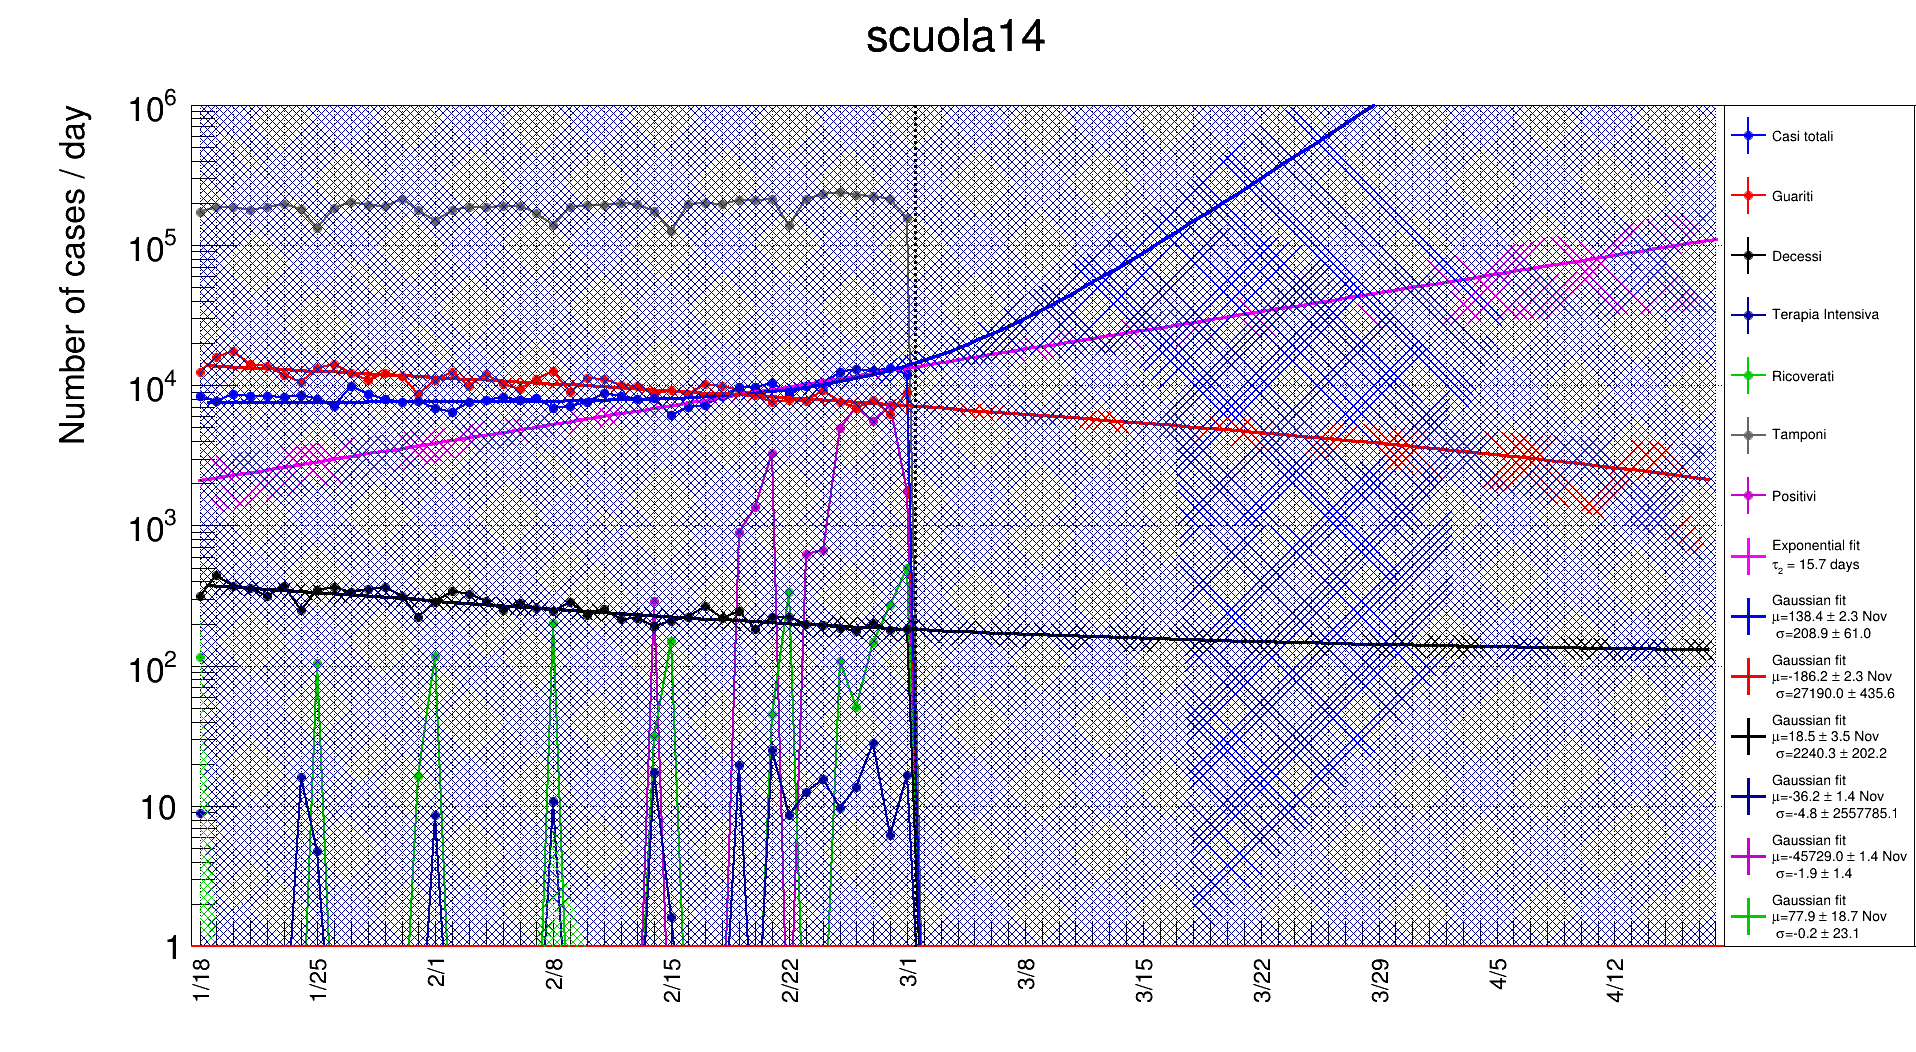 scuola14
Number of cases / day
10^6
10^5
10^4
10^3
10^2
10
1
1/18
1/25
2/1
2/8
2/15
2/22
3/1
3/8
3/15
3/22
3/29
4/5
4/12
Casi totali
Guariti
Decessi
Terapia Intensiva
Ricoverati
Tamponi
Positivi
Exponential fit
τ₂ = 15.7 days
Gaussian fit
μ=138.4 ± 2.3 Nov
σ=208.9 ± 61.0
Gaussian fit
μ=-186.2 ± 2.3 Nov
σ=27190.0 ± 435.6
Gaussian fit
μ=18.5 ± 3.5 Nov
σ=2240.3 ± 202.2
Gaussian fit
μ=-36.2 ± 1.4 Nov
σ=-4.8 ± 2557785.1
Gaussian fit
μ=-45729.0 ± 1.4 Nov
σ=-1.9 ± 1.4
Gaussian fit
μ=77.9 ± 18.7 Nov
σ=-0.2 ± 23.1